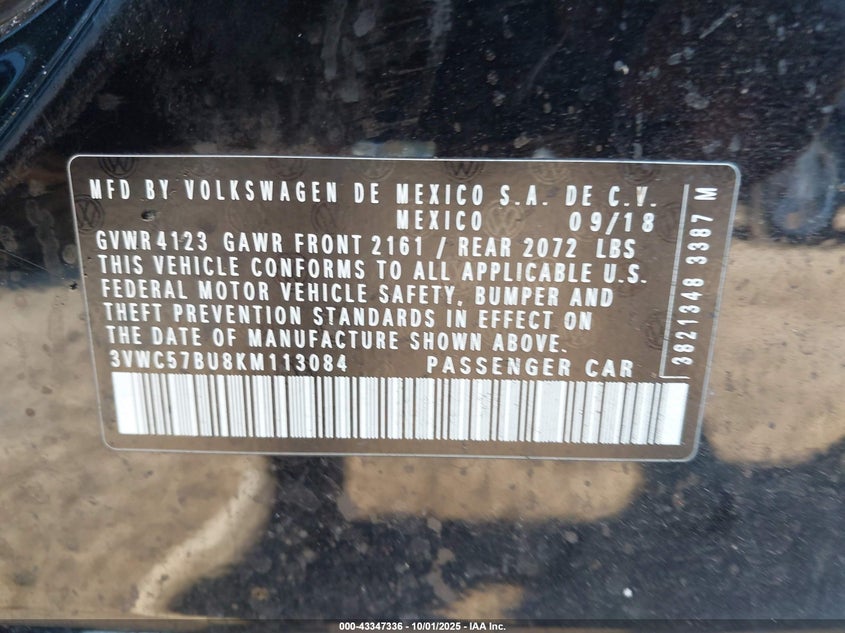 MFD BY VOLKSWAGEN DE MEXICO S.A. DE C.V.
MEXICO 09/18
GVWR4123 GAWR FRONT 2161 / REAR 2072 LBS
THIS VEHICLE CONFORMS TO ALL APPLICABLE U.S.
FEDERAL MOTOR VEHICLE SAFETY, BUMPER AND
THEFT PREVENTION STANDARDS IN EFFECT ON
THE DATE OF MANUFACTURE SHOWN ABOVE.
3VWC57BU8KM113084 PASSENGER CAR
3821348 3387 M
000-43347336 - 10/01/2025 - IAA Inc.